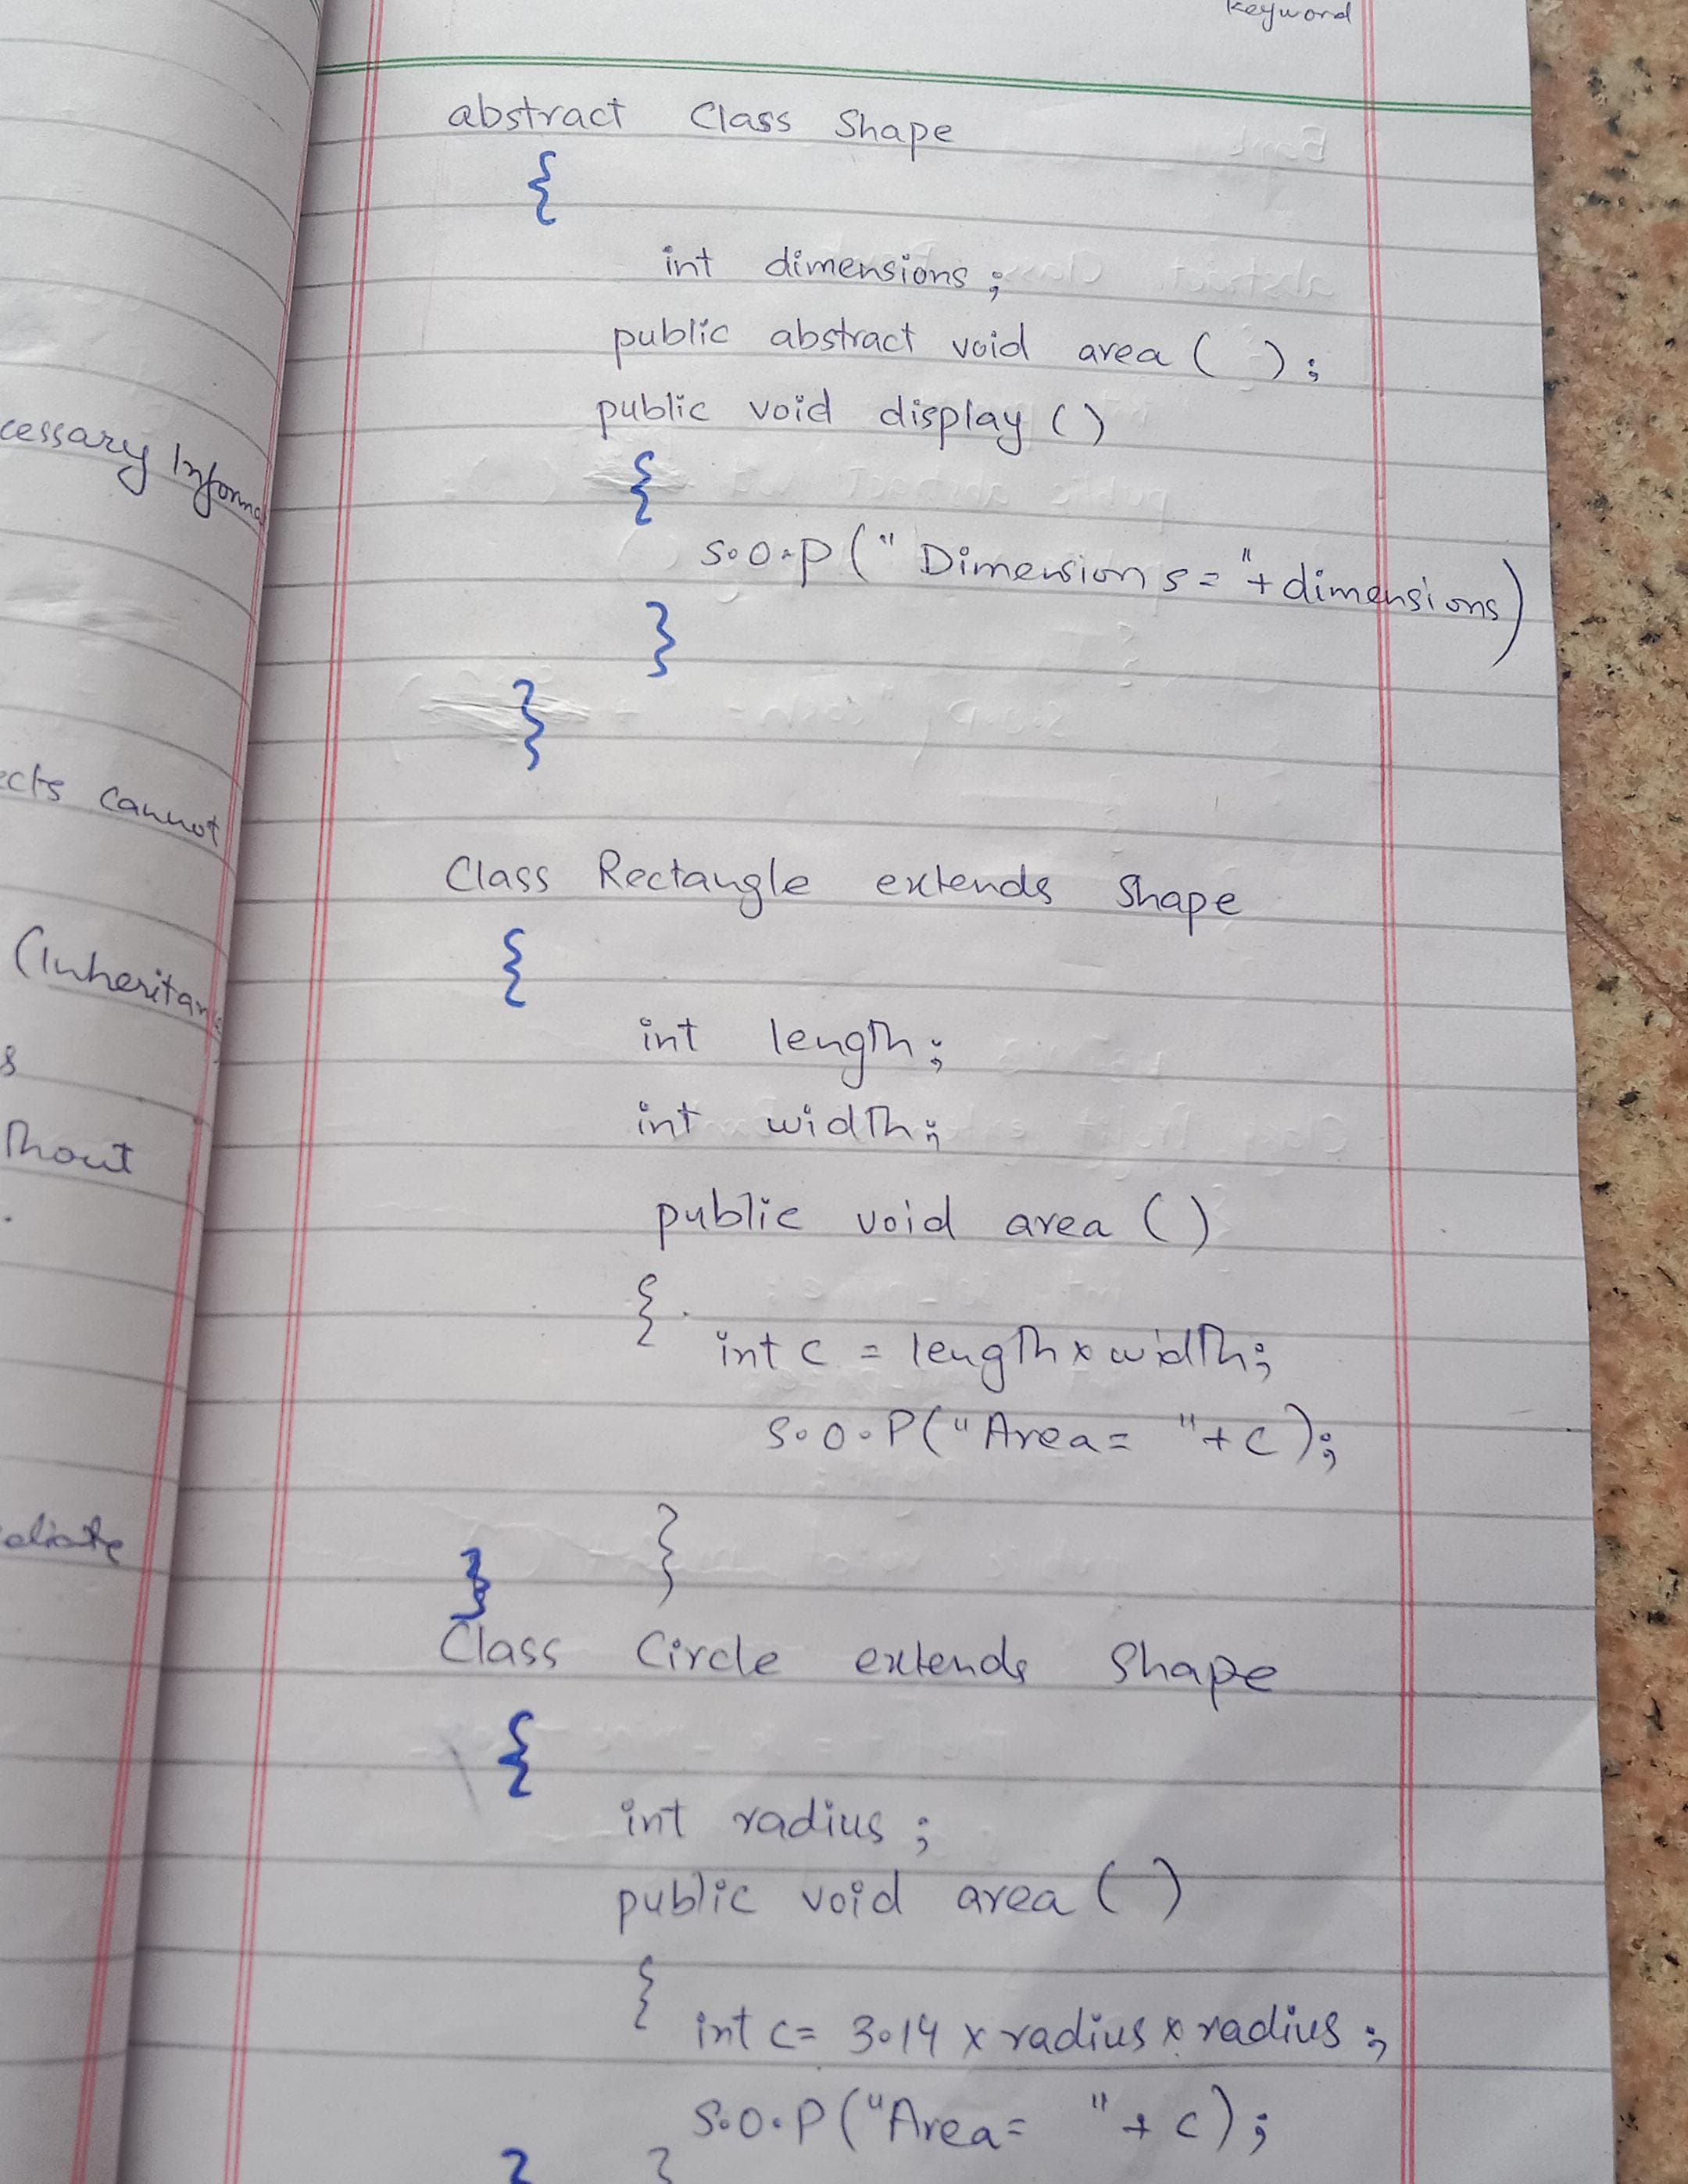 keyword
abstract Class Shape
{
int dimensions;
public abstract void area ( );
public void display ()
{
S.O.P (" Dimensions = "+ dimensions)
}
}
Class Rectangle extends Shape
{
int length;
int width;
public void area ()
{
int c = length x width;
S.O.P("Area= "+ c);
}
}
Class Circle extends Shape
{
int radius;
public void area ( )
{
int c= 3.14 x radius x radius;
S.O.P ("Area= " + c);
} }
cessary Inform
ects cannot
(Inheritan
s
thout
.
ediate